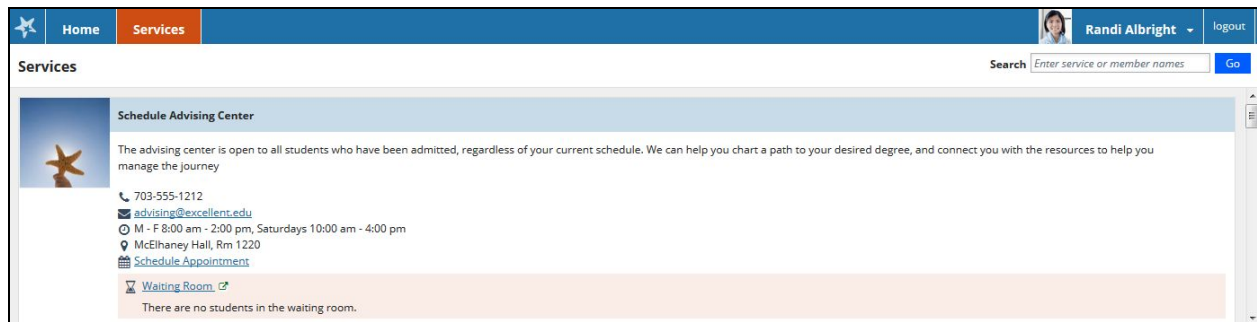 Home Services Randi Albright logout
Services Search Enter service or member names Go
Schedule Advising Center
The advising center is open to all students who have been admitted, regardless of your current schedule. We can help you chart a path to your desired degree, and connect you with the resources to help you
manage the journey
703-555-1212
advising@excellent.edu
M - F 8:00 am - 2:00 pm, Saturdays 10:00 am - 4:00 pm
McElhaney Hall, Rm 1220
Schedule Appointment
Waiting Room
There are no students in the waiting room.